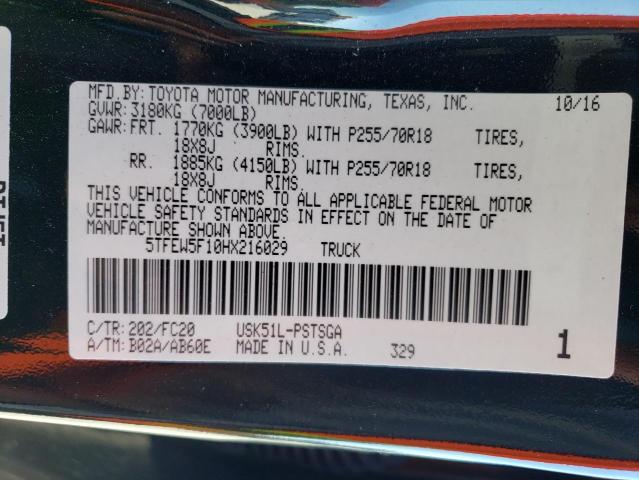 MFD.BY: TOYOTA MOTOR MANUFACTURING, TEXAS, INC. 10/16
GVWR: 3180KG (7000LB)
GAWR: FRT. 1770KG (3900LB) WITH P255/70R18 TIRES,
18X8J RIMS.
RR. 1885KG (4150LB) WITH P255/70R18 TIRES,
18X8J RIMS.
THIS VEHICLE CONFORMS TO ALL APPLICABLE FEDERAL MOTOR
VEHICLE SAFETY STANDARDS IN EFFECT ON THE DATE OF
MANUFACTURE SHOWN ABOVE.
5TFEW5F10HX216029 TRUCK
C/TR: 202/FC20 USK51L-PSTSGA
A/TM: B02A/AB60E MADE IN U.S.A. 329 1